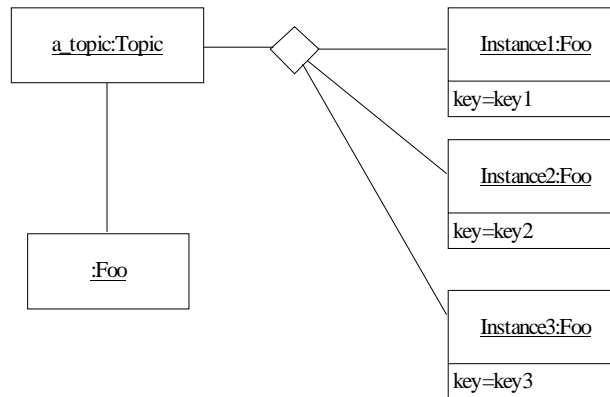 a_topic:Topic
Instance1:Foo
key=key1
Instance2:Foo
key=key2
:Foo
Instance3:Foo
key=key3